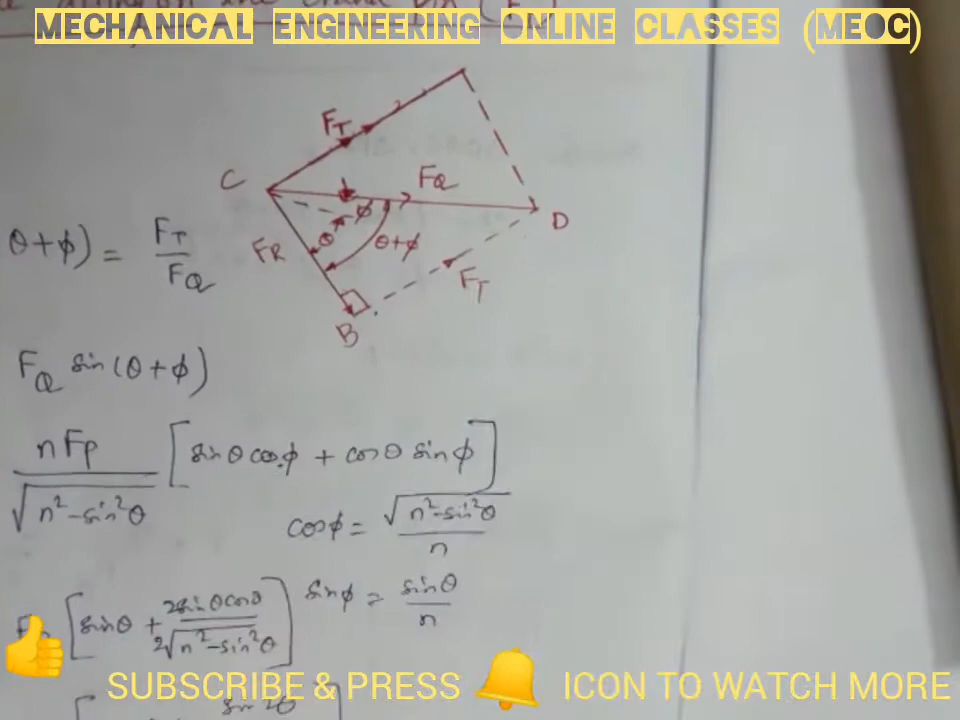 MECHANICAL ENGINEERING ONLINE CLASSES (MEOC)
FT
C
FQ
ϕ
D
θ
θ+ϕ
FR
FT
B
θ+ϕ) = FT / FQ
FQ sin(θ+ϕ)
nFp / √n²-sin²θ [sinθ cosϕ + cosθ sinϕ]
cosϕ = √n²-sin²θ / n
[sinθ + 2sinθcosθ / 2√n²-sin²θ]
sinϕ = sinθ / n
sin2θ
SUBSCRIBE & PRESS ICON TO WATCH MORE